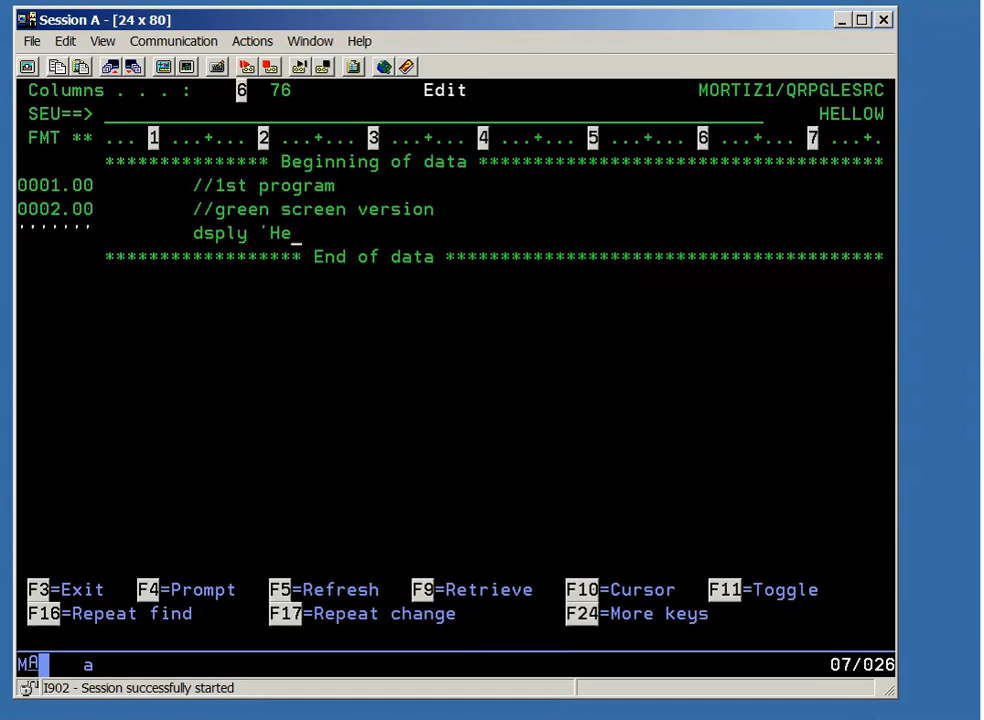 Session A - [24 x 80]
File Edit View Communication Actions Window Help
Columns . . . : 6 76 Edit MORTIZ1/QRPGLESRC
SEU==> HELLOW
FMT ** ... 1 ...+... 2 ...+... 3 ...+... 4 ...+... 5 ...+... 6 ...+... 7 ...+.
*************** Beginning of data *************************************
0001.00 //1st program
0002.00 //green screen version
''''''' dsply 'He_
****************** End of data ****************************************
F3=Exit F4=Prompt F5=Refresh F9=Retrieve F10=Cursor F11=Toggle
F16=Repeat find F17=Repeat change F24=More keys
MA a 07/026
I902 - Session successfully started